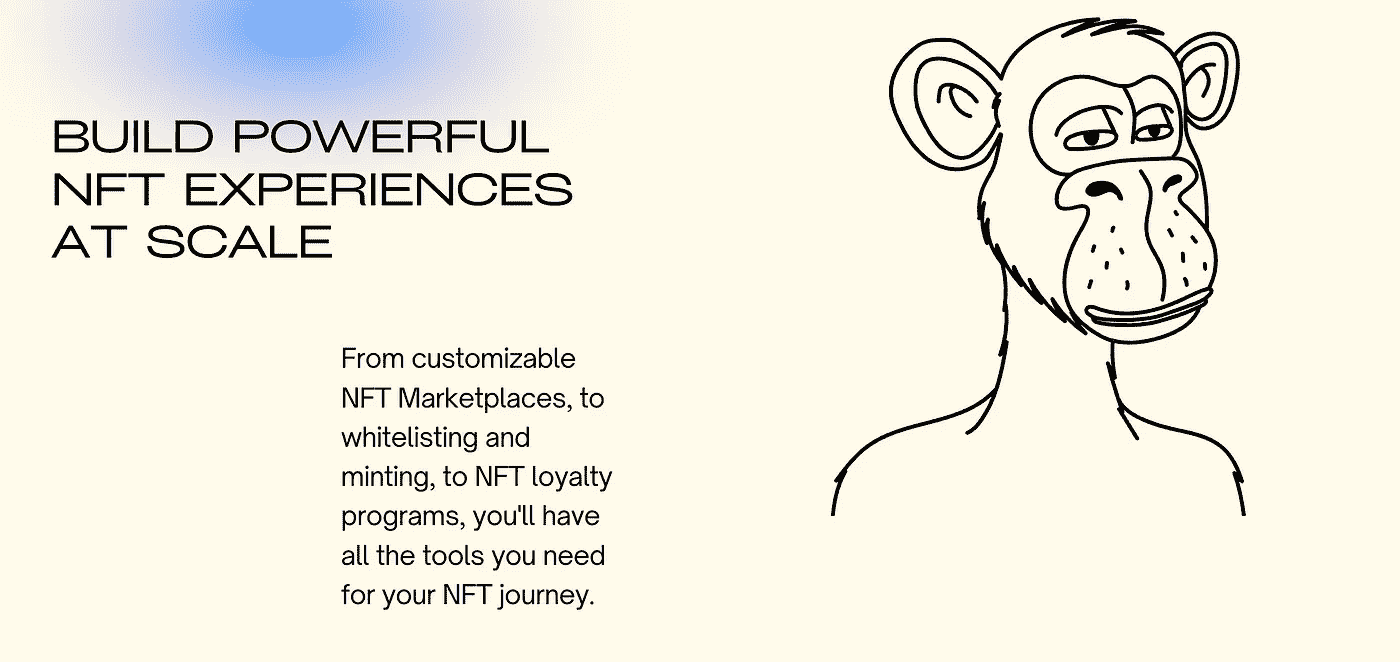 BUILD POWERFUL
NFT EXPERIENCES
AT SCALE
From customizable
NFT Marketplaces, to
whitelisting and
minting, to NFT loyalty
programs, you'll have
all the tools you need
for your NFT journey.